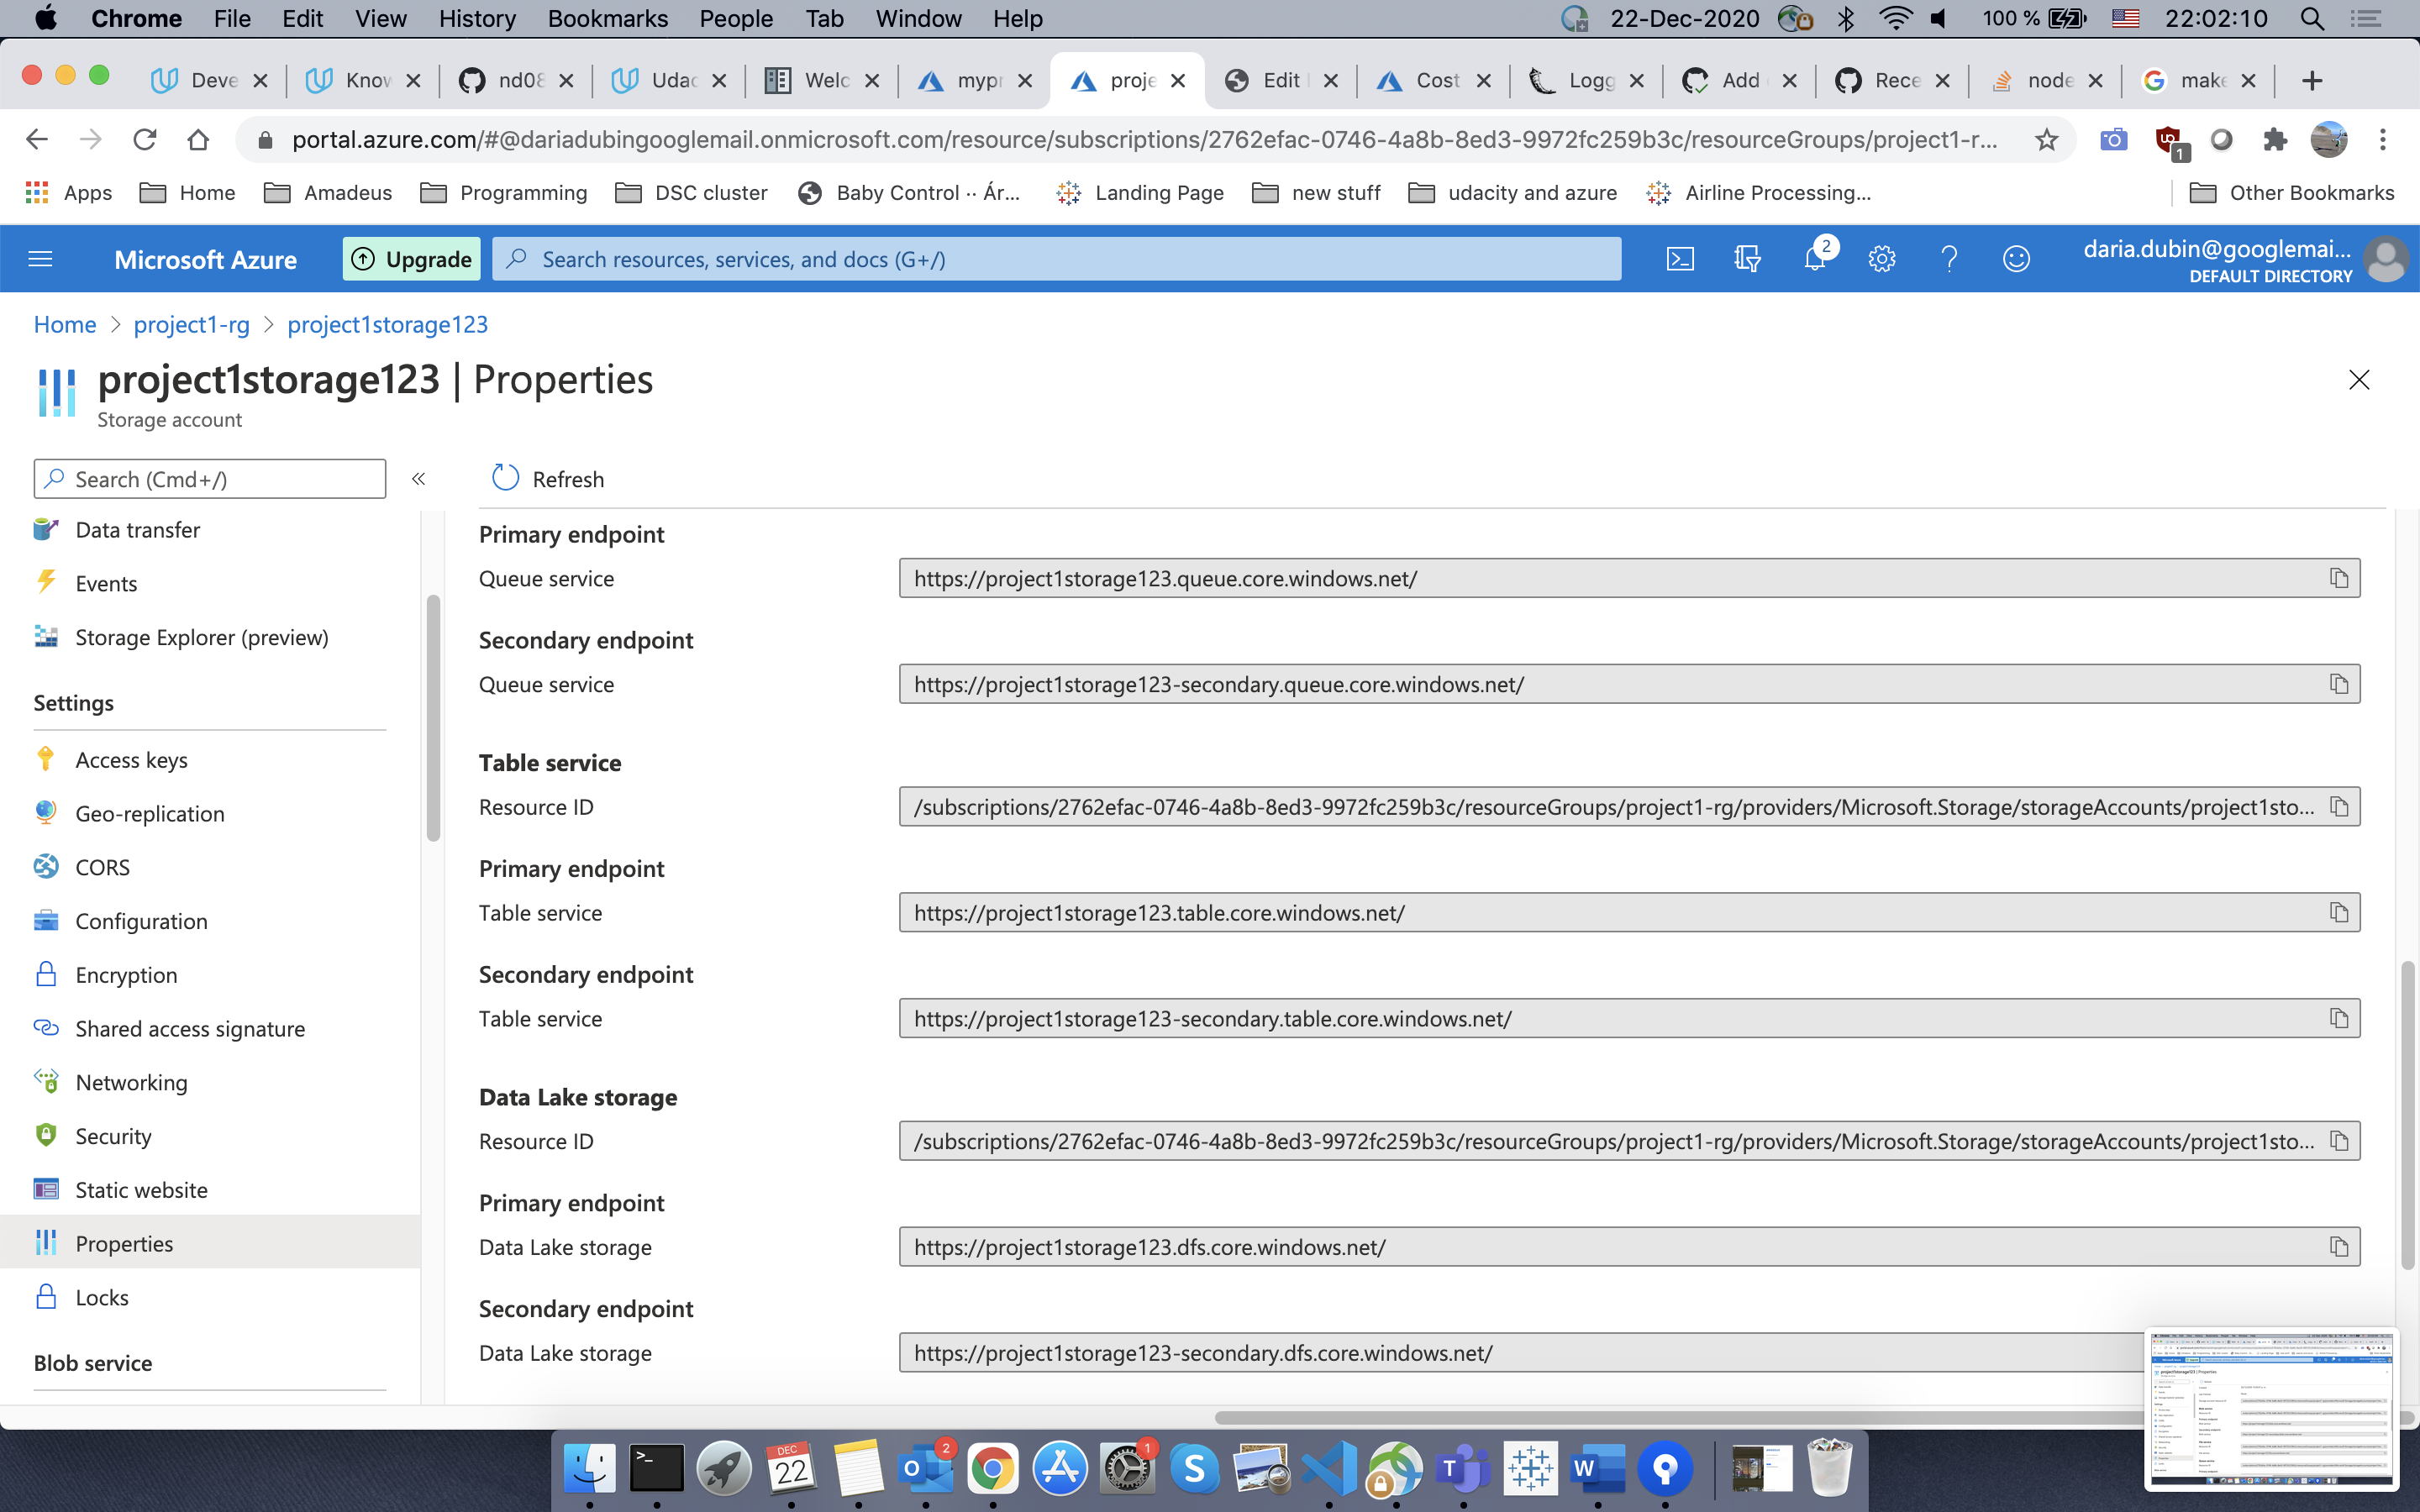 Chrome File Edit View History Bookmarks People Tab Window Help 22-Dec-2020 100 % 22:02:10
Deve Know nd08 Udac Welc mypr proje Edit Cost Logg Add Rece node make
portal.azure.com/#@dariadubingooglemail.onmicrosoft.com/resource/subscriptions/2762efac-0746-4a8b-8ed3-9972fc259b3c/resourceGroups/project1-r...
1
Apps Home Amadeus Programming DSC cluster Baby Control ·· Ár... Landing Page new stuff udacity and azure Airline Processing... Other Bookmarks
Microsoft Azure Upgrade Search resources, services, and docs (G+/) 2 daria.dubin@googlemai...
DEFAULT DIRECTORY
Home > project1-rg > project1storage123
project1storage123 | Properties
Storage account
Search (Cmd+/) « Refresh
Data transfer
Events
Storage Explorer (preview)
Settings
Access keys
Geo-replication
CORS
Configuration
Encryption
Shared access signature
Networking
Security
Static website
Properties
Locks
Blob service
Primary endpoint
Queue service https://project1storage123.queue.core.windows.net/
Secondary endpoint
Queue service https://project1storage123-secondary.queue.core.windows.net/
Table service
Resource ID /subscriptions/2762efac-0746-4a8b-8ed3-9972fc259b3c/resourceGroups/project1-rg/providers/Microsoft.Storage/storageAccounts/project1sto...
Primary endpoint
Table service https://project1storage123.table.core.windows.net/
Secondary endpoint
Table service https://project1storage123-secondary.table.core.windows.net/
Data Lake storage
Resource ID /subscriptions/2762efac-0746-4a8b-8ed3-9972fc259b3c/resourceGroups/project1-rg/providers/Microsoft.Storage/storageAccounts/project1sto...
Primary endpoint
Data Lake storage https://project1storage123.dfs.core.windows.net/
Secondary endpoint
Data Lake storage https://project1storage123-secondary.dfs.core.windows.net/
DEC
22
2
1